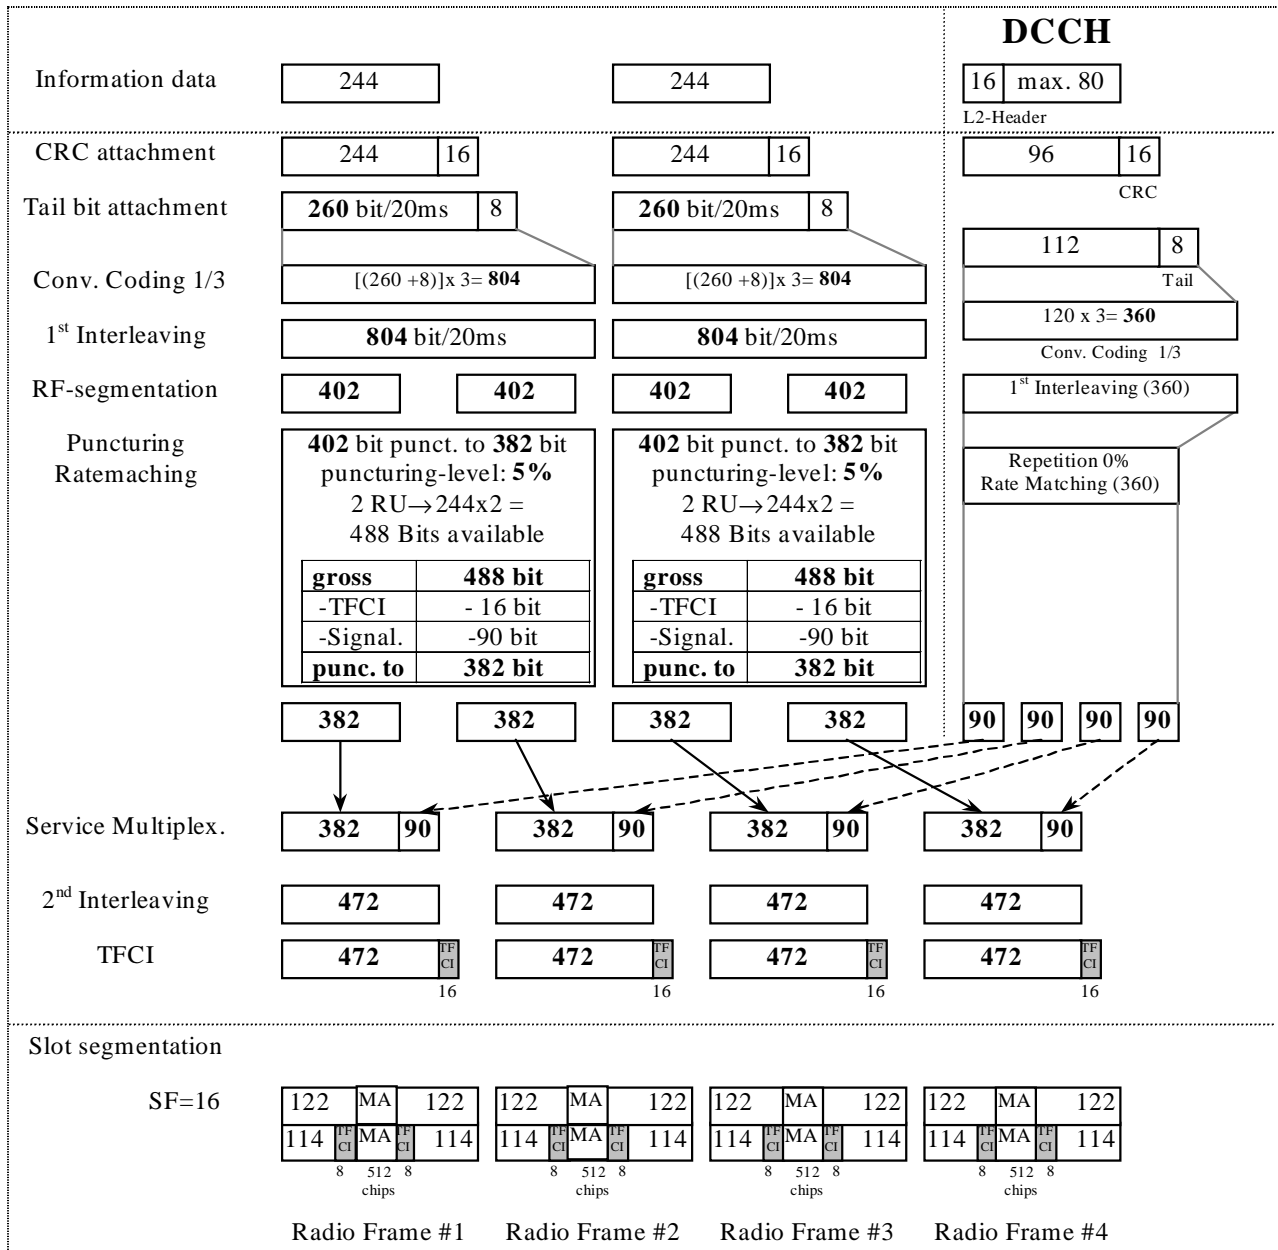 DCCH
Information data
244
244
16 max. 80
L2-Header
CRC attachment
244 16
244 16
96 16
CRC
Tail bit attachment
260 bit/20ms 8
260 bit/20ms 8
112 8
Tail
Conv. Coding 1/3
[(260 +8)]x 3= 804
[(260 +8)]x 3= 804
120 x 3= 360
Conv. Coding 1/3
1st Interleaving
804 bit/20ms
804 bit/20ms
1st Interleaving (360)
RF-segmentation
402 402 402 402
Puncturing
Ratemaching
402 bit punct. to 382 bit
puncturing-level: 5%
2 RU→244x2 =
488 Bits available
gross 488 bit
-TFCI - 16 bit
-Signal. -90 bit
punc. to 382 bit
402 bit punct. to 382 bit
puncturing-level: 5%
2 RU→244x2 =
488 Bits available
gross 488 bit
-TFCI - 16 bit
-Signal. -90 bit
punc. to 382 bit
Repetition 0%
Rate Matching (360)
382 382 382 382 90 90 90 90
Service Multiplex.
382 90 382 90 382 90 382 90
2nd Interleaving
472 472 472 472
TFCI
472 TF CI 472 TF CI 472 TF CI 472 TF CI
16 16 16 16
Slot segmentation
SF=16
122 MA 122 122 MA 122 122 MA 122 122 MA 122
114 TF CI MA TF CI 114 114 TF CI MA TF CI 114 114 TF CI MA TF CI 114 114 TF CI MA TF CI 114
8 512 8 8 512 8 8 512 8 8 512 8
chips chips chips chips
Radio Frame #1 Radio Frame #2 Radio Frame #3 Radio Frame #4